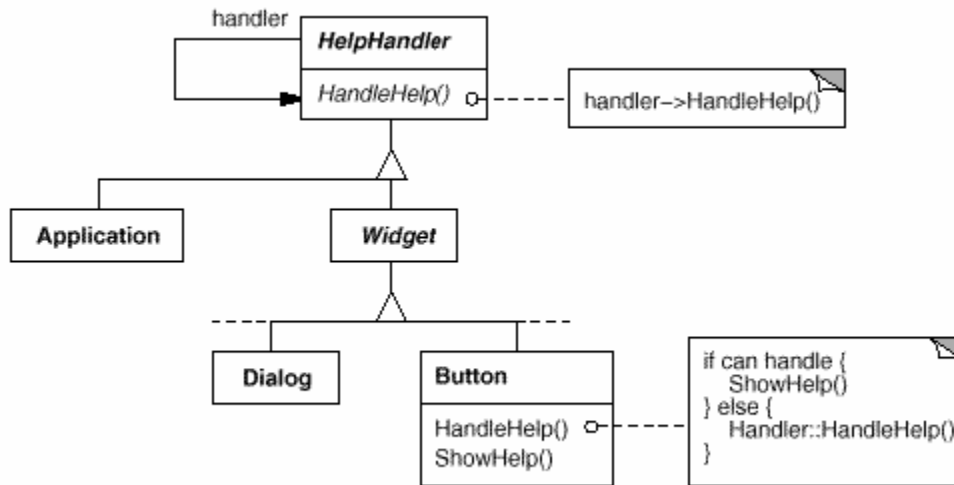 handler
HelpHandler
HandleHelp()
handler->HandleHelp()
Application
Widget
Dialog
Button
HandleHelp()
ShowHelp()
if can handle {
ShowHelp()
} else {
Handler::HandleHelp()
}